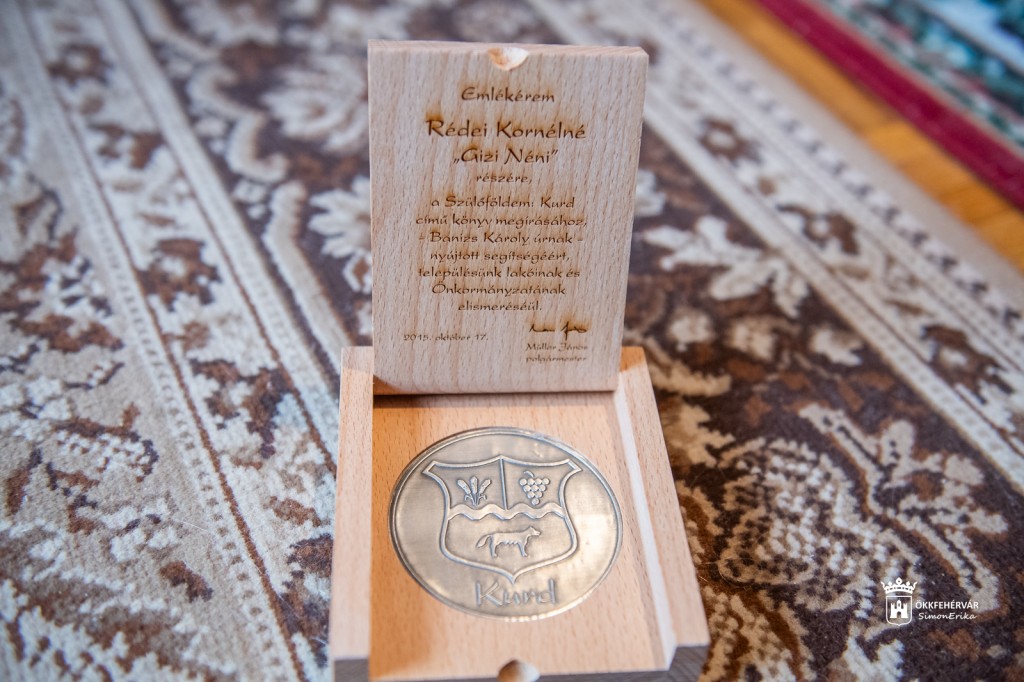 Emlékérem
Rédei Kornélné
„Gizi Néni”
részére,
a Szülőföldem: Kurd
című könyv megírásához,
- Banizs Károly úrnak -
nyújtott segítségéért,
településünk lakóinak és
Önkormányzatának
elismeréséül.
2015. október 17.
Müller János
polgármester
Kurd
ÖKKFEHÉRVÁR
SimonErika